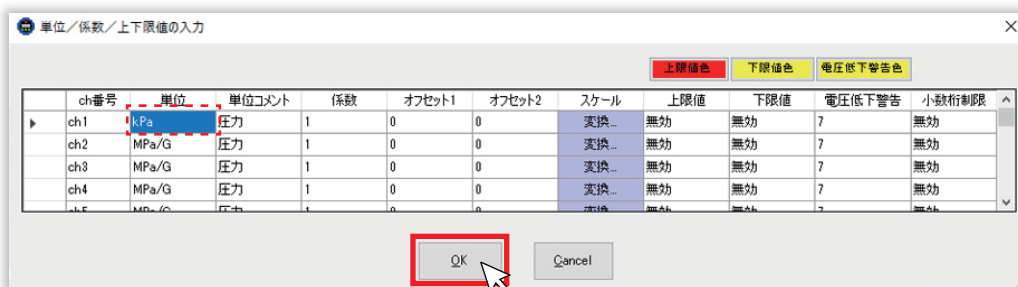 単位／係数／上下限値の入力
上限値色 下限値色 電圧低下警告色
ch番号 単位 単位コメント 係数 オフセット1 オフセット2 スケール 上限値 下限値 電圧低下警告 小数桁制限
ch1 kPa 圧力 1 0 0 変換... 無効 無効 7 無効
ch2 MPa/G 圧力 1 0 0 変換... 無効 無効 7 無効
ch3 MPa/G 圧力 1 0 0 変換... 無効 無効 7 無効
ch4 MPa/G 圧力 1 0 0 変換... 無効 無効 7 無効
OK Cancel